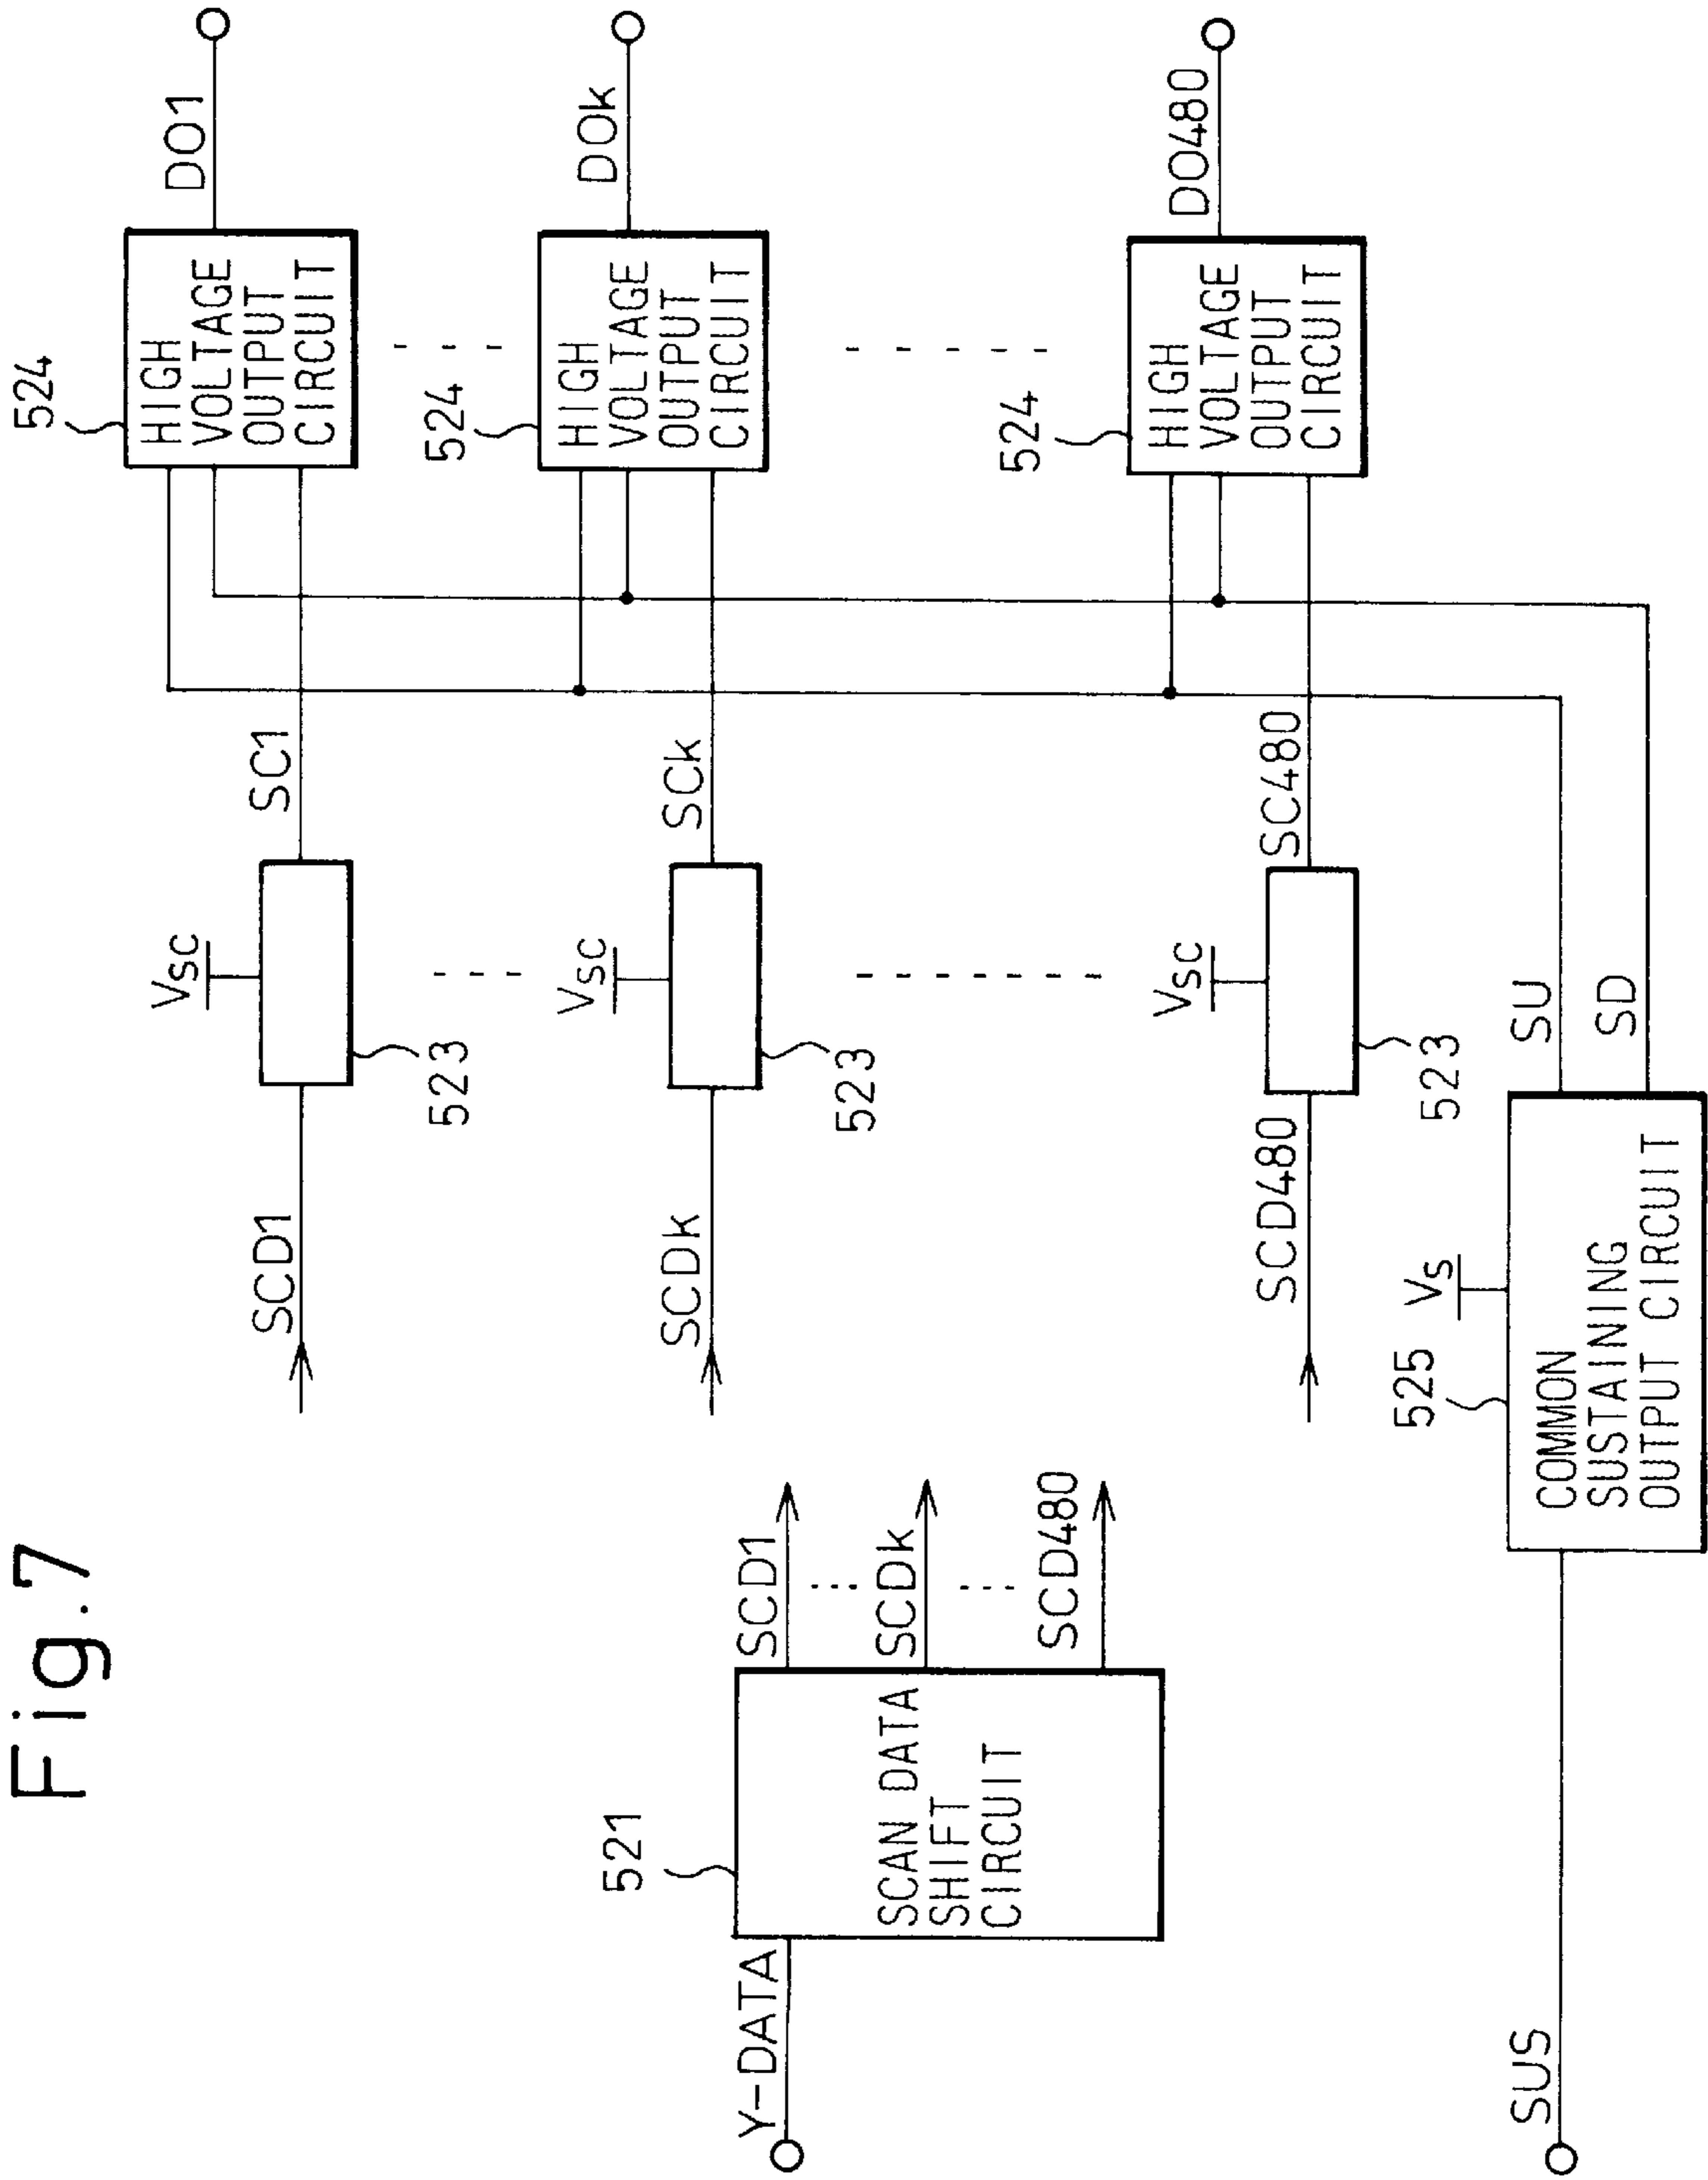 Fig.7
Y-DATA
521
SCAN DATA
SHIFT
CIRCUIT
SCD1
SCDk
SCD480
SCD1
Vsc
523
SC1
524
HIGH
VOLTAGE
OUTPUT
CIRCUIT
DO1
SCDk
Vsc
523
SCk
524
HIGH
VOLTAGE
OUTPUT
CIRCUIT
DOk
SCD480
Vsc
523
SC480
524
HIGH
VOLTAGE
OUTPUT
CIRCUIT
DO480
SUS
525
Vs
COMMON
SUSTAINING
OUTPUT CIRCUIT
SU
SD